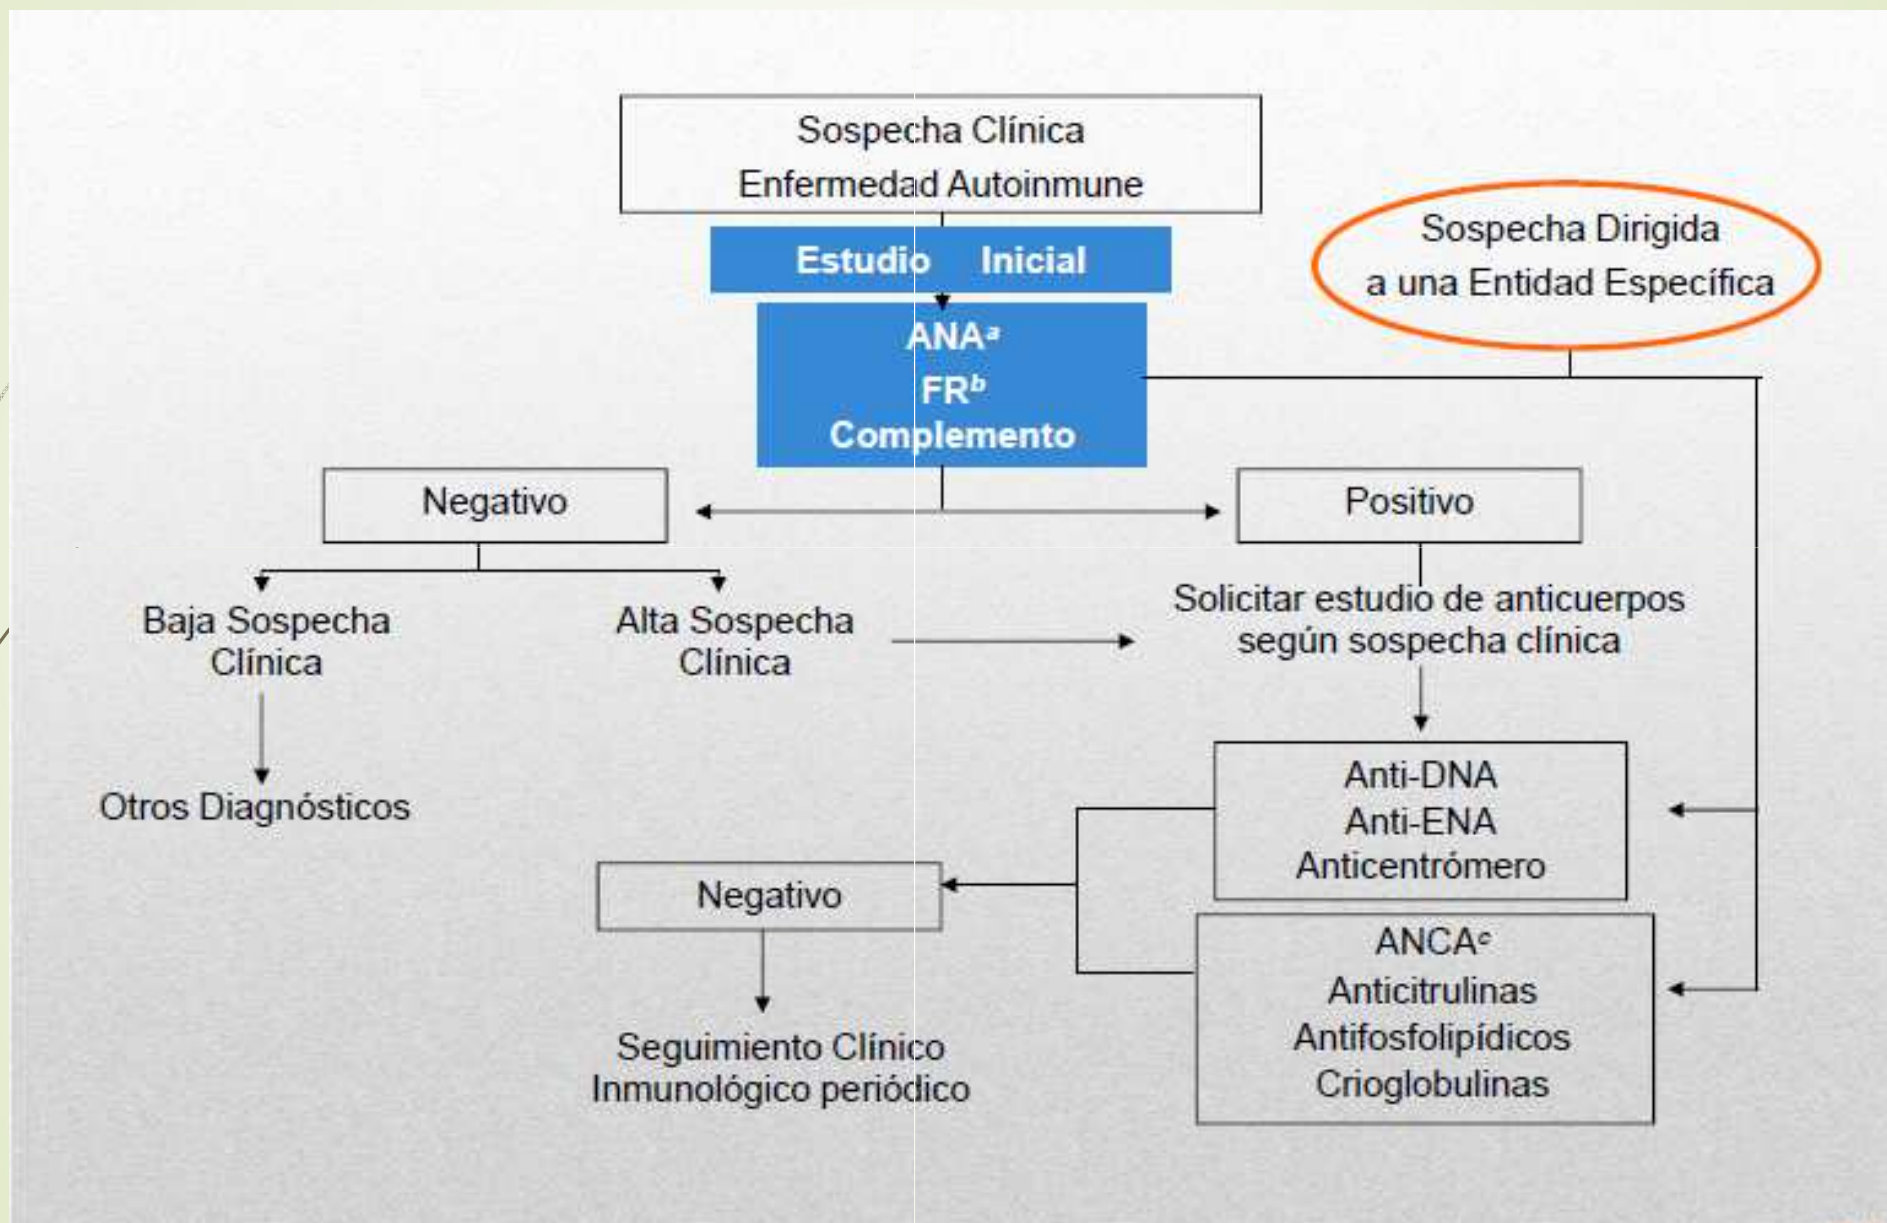 Sospecha Clínica
Enfermedad Autoinmune
Estudio Inicial
Sospecha Dirigida
a una Entidad Específica
ANAᵃ
FRᵇ
Complemento
Negativo
Positivo
Baja Sospecha
Clínica
Alta Sospecha
Clínica
Solicitar estudio de anticuerpos
según sospecha clínica
Otros Diagnósticos
Anti-DNA
Anti-ENA
Anticentrómero
Negativo
ANCAᶜ
Anticitrulinas
Antifosfolipídicos
Crioglobulinas
Seguimiento Clínico
Inmunológico periódico